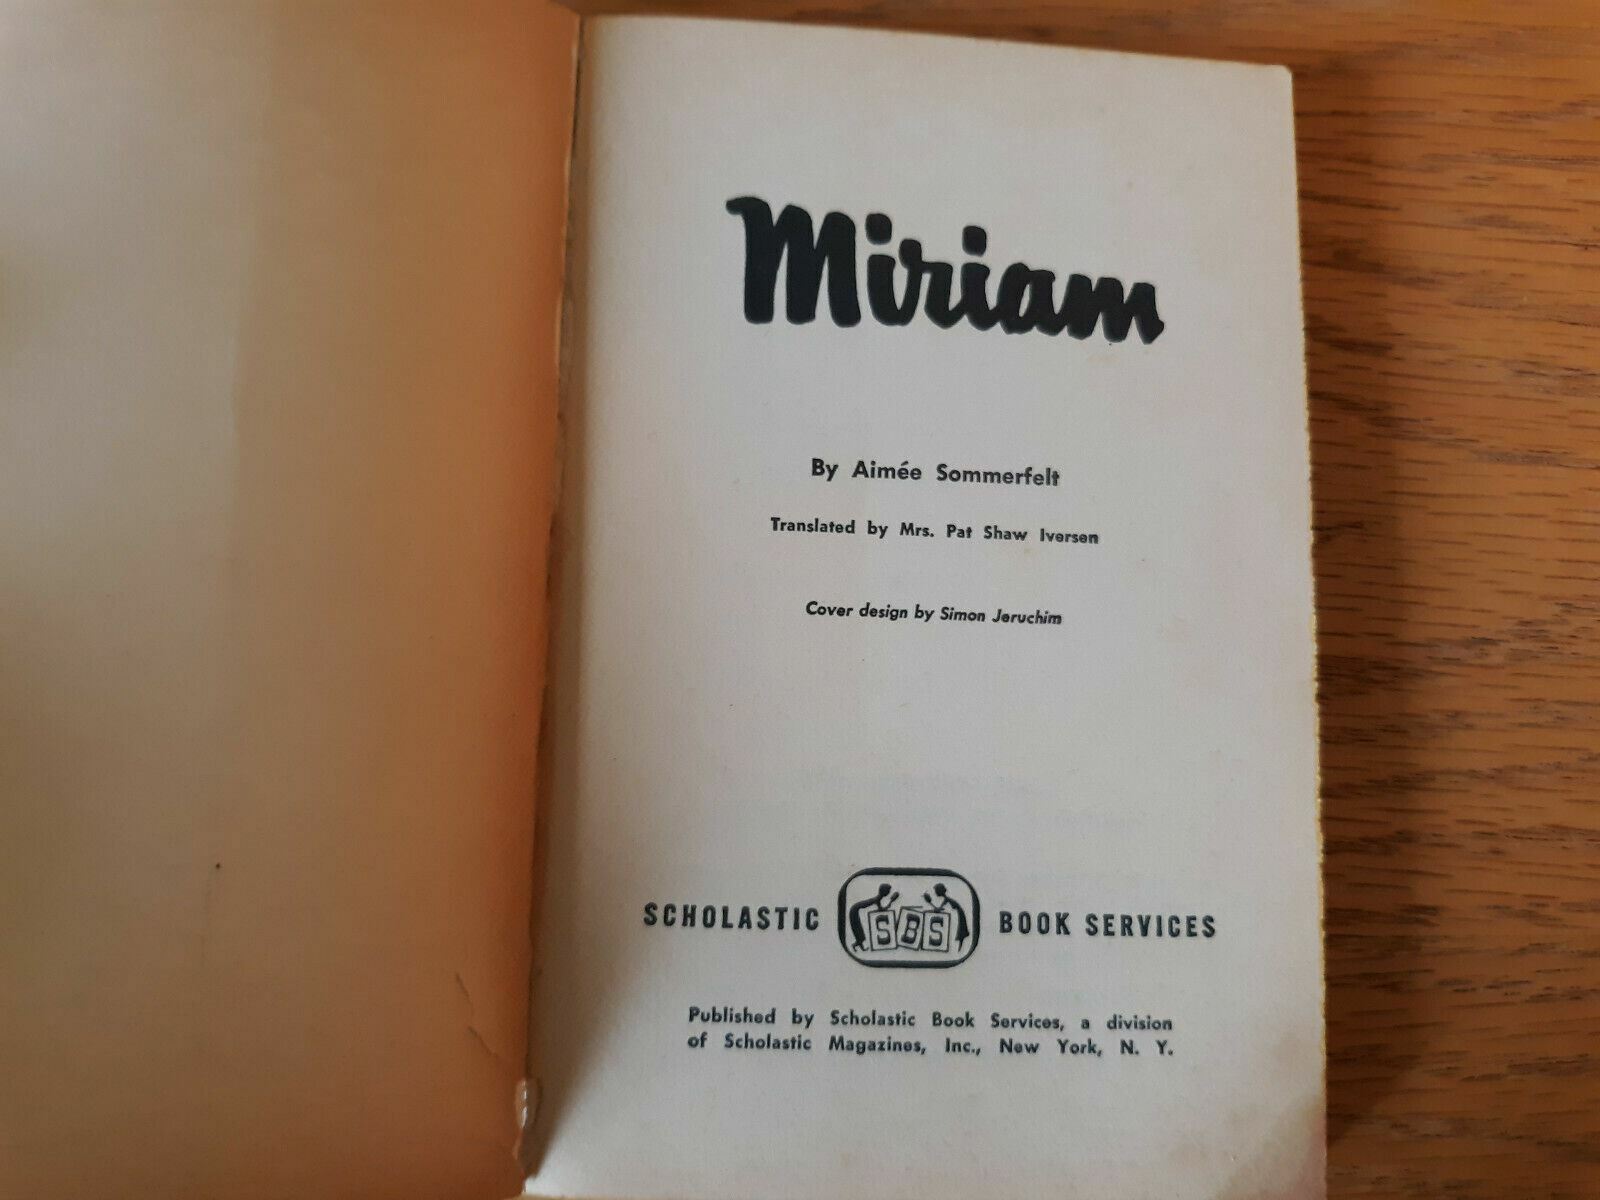 Miriam
By Aimée Sommerfelt
Translated by Mrs. Pat Shaw Iversen
Cover design by Simon Jeruchim
SCHOLASTIC SBS BOOK SERVICES
Published by Scholastic Book Services, a division
of Scholastic Magazines, Inc., New York, N. Y.